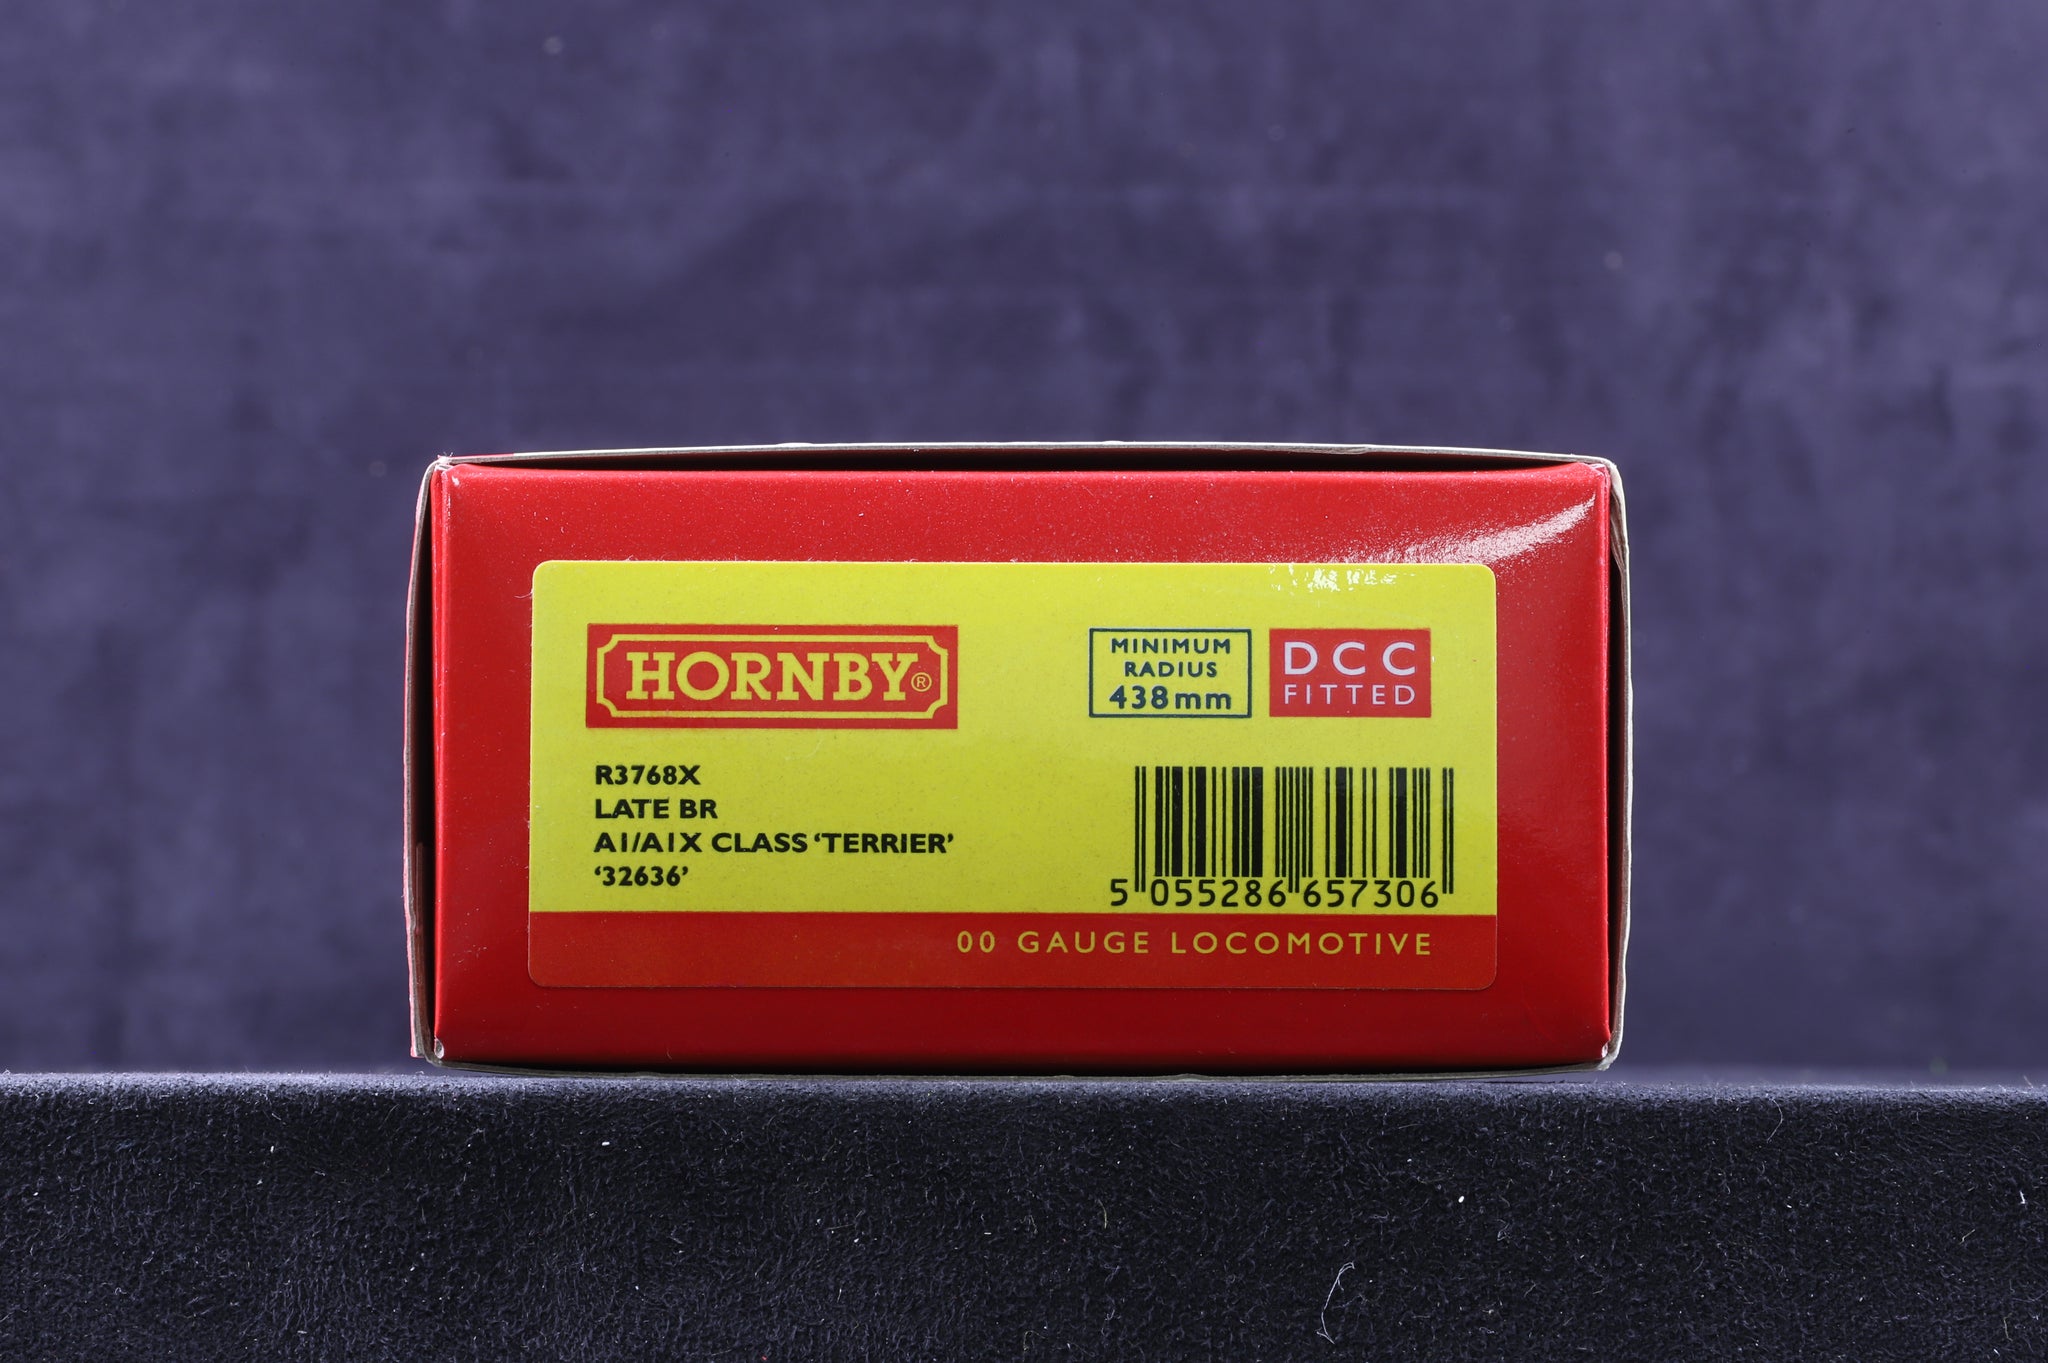 HORNBY®
MINIMUM
RADIUS
438mm
DCC
FITTED
R3768X
LATE BR
A1/A1X CLASS ‘TERRIER’
‘32636’
5 055286 657306
00 GAUGE LOCOMOTIVE